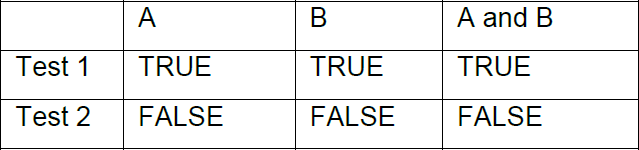 A B A and B
Test 1 TRUE TRUE TRUE
Test 2 FALSE FALSE FALSE